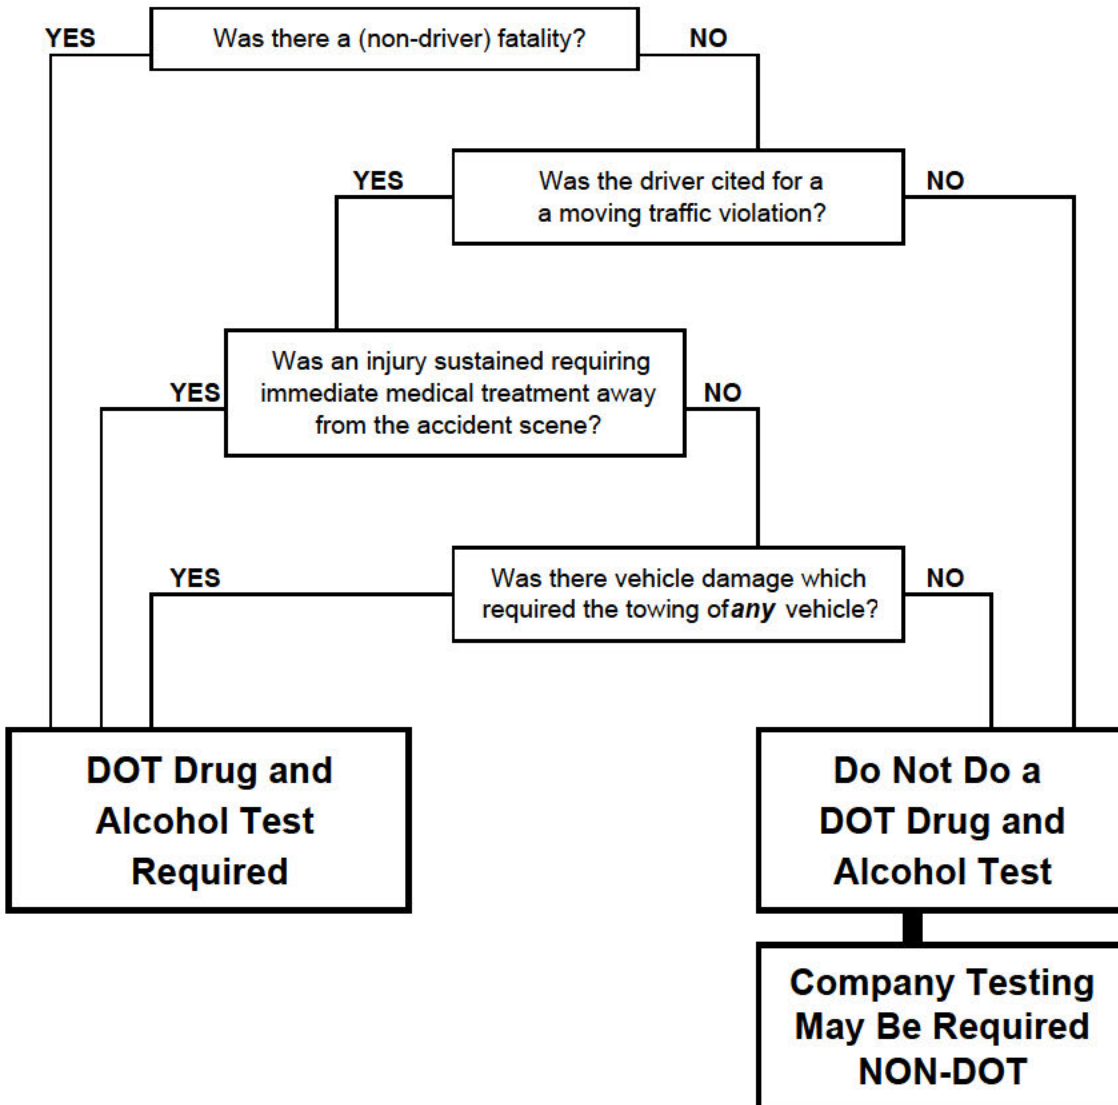 YES
Was there a (non-driver) fatality?
NO
YES
Was the driver cited for a
a moving traffic violation?
NO
YES
Was an injury sustained requiring
immediate medical treatment away
from the accident scene?
NO
YES
Was there vehicle damage which
required the towing of any vehicle?
NO
DOT Drug and
Alcohol Test
Required
Do Not Do a
DOT Drug and
Alcohol Test
Company Testing
May Be Required
NON-DOT